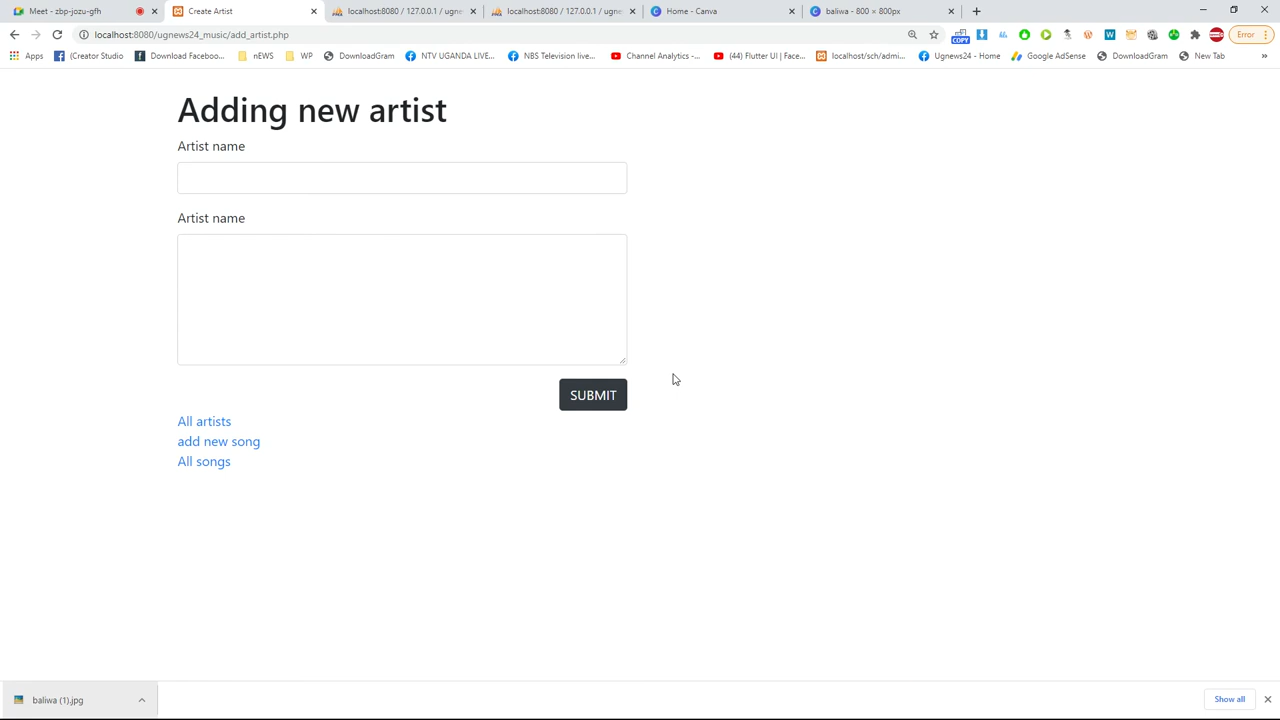 Meet - zbp-jozu-gfh
Create Artist
localhost:8080 / 127.0.0.1 / ugne
localhost:8080 / 127.0.0.1 / ugne
Home - Canva
baliwa - 800 x 800px
localhost:8080/ugnews24_music/add_artist.php
COPY
Error
Apps
(Creator Studio
Download Faceboo...
nEWS
WP
DownloadGram
NTV UGANDA LIVE...
NBS Television live...
Channel Analytics -...
(44) Flutter UI | Face...
localhost/sch/admi...
Ugnews24 - Home
Google AdSense
DownloadGram
New Tab
»
Adding new artist
Artist name
Artist name
SUBMIT
All artists
add new song
All songs
baliwa (1).jpg
Show all